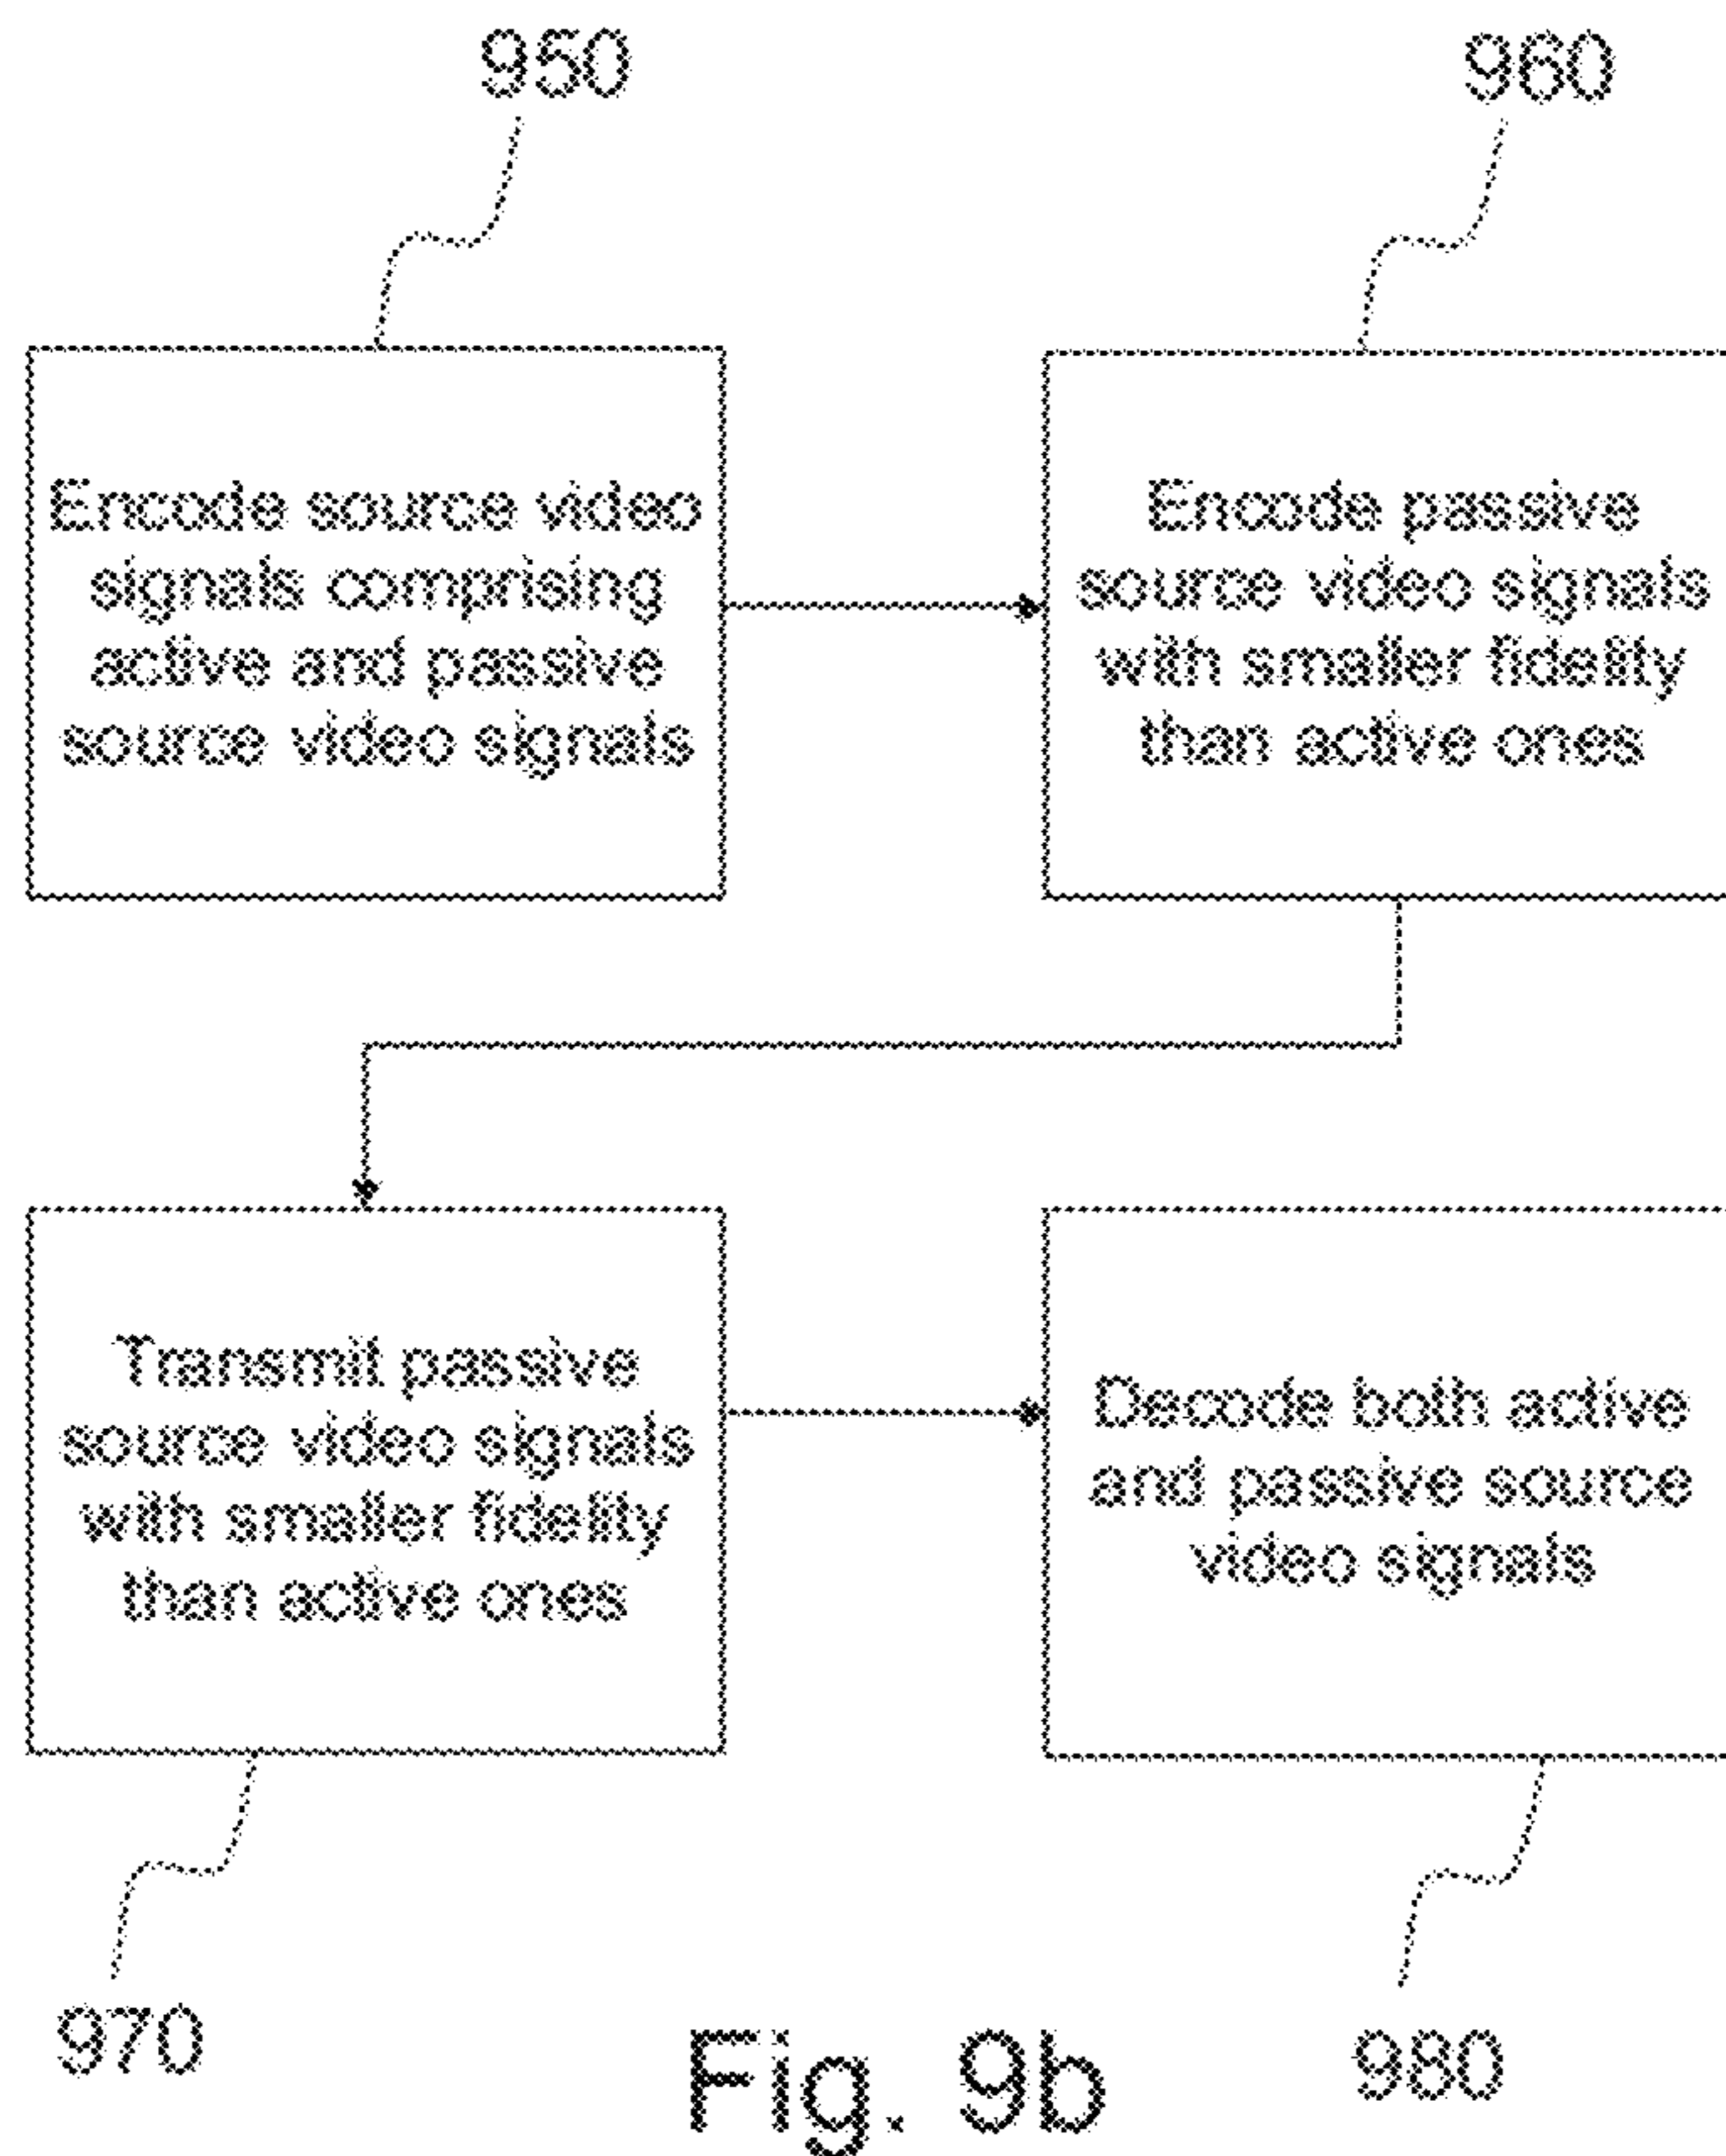 950
960
Encode source video
signals comprising
active and passive
source video signals
Encode passive
source video signals
with smaller fidelity
than active ones
Transmit passive
source video signals
with smaller fidelity
than active ones
Decode both active
and passive source
video signals
970
980
Fig. 9b